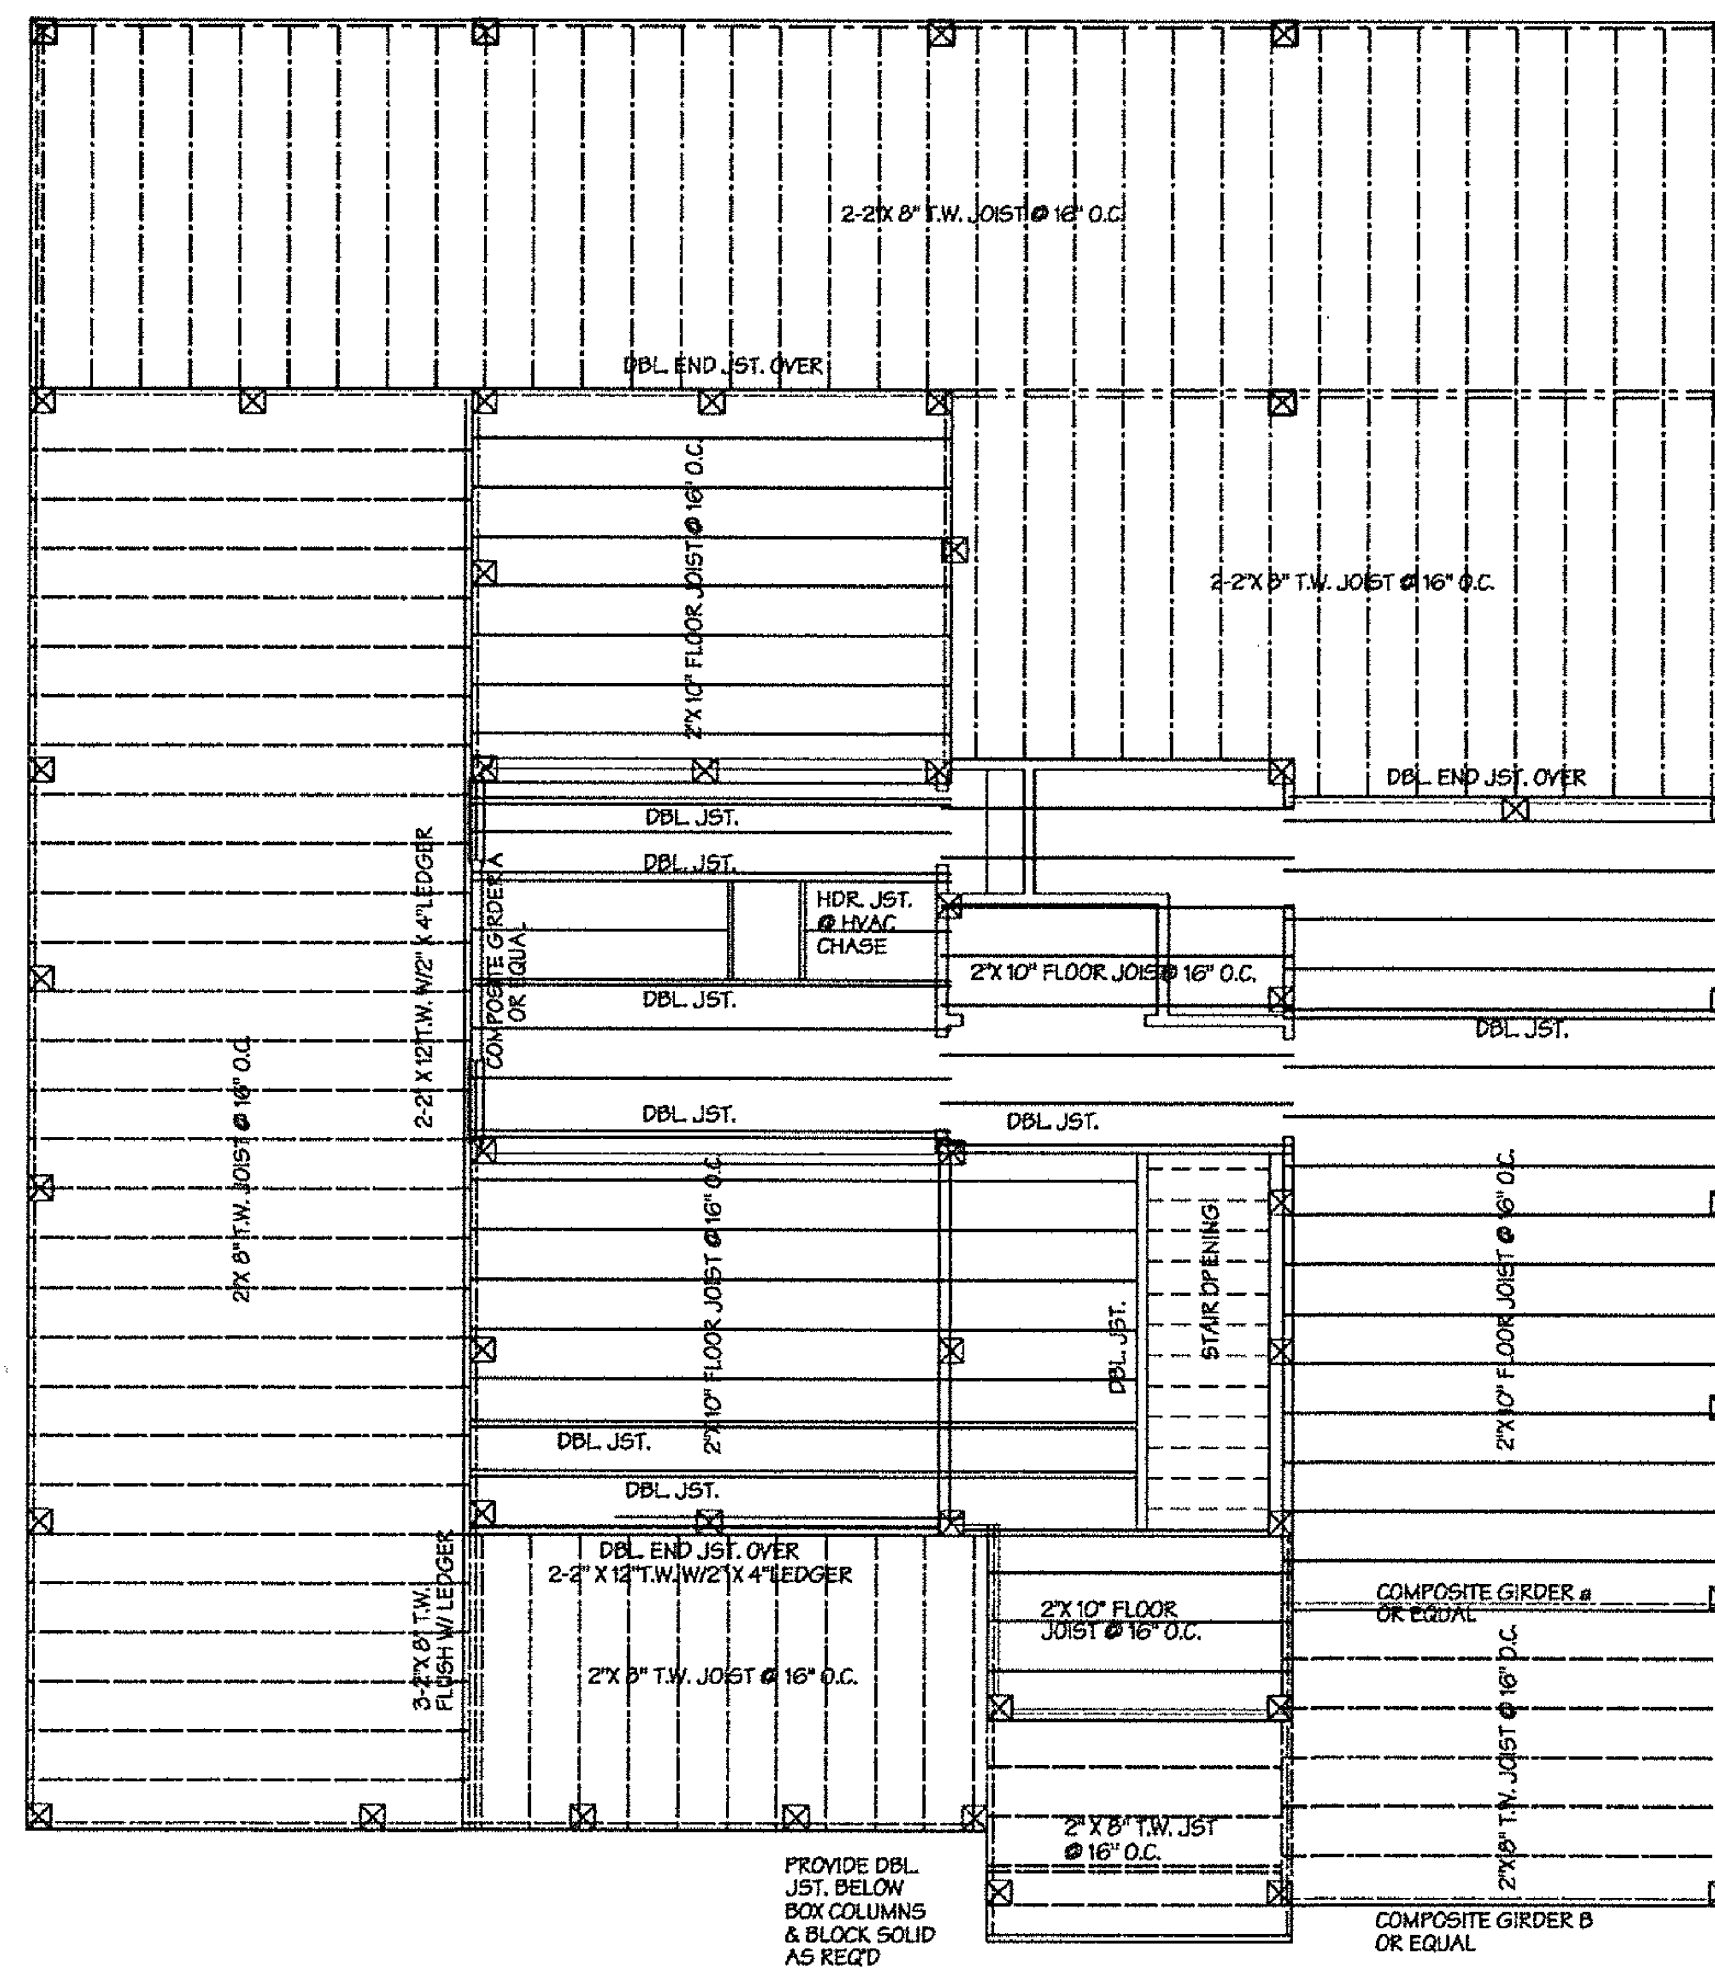 2-2"X 8" T.W. JOIST @ 16" O.C.
DBL. END JST. OVER
2"X 10" FLOOR JOIST @ 16" O.C.
2-2"X 8" T.W. JOIST @ 16" O.C.
DBL. END JST. OVER
DBL. JST.
DBL. JST.
2-2" X 12"T.W. W/2" X 4"LEDGER
COMPOSITE GIRDER A
OR EQUAL
HDR. JST.
@ HVAC
CHASE
2"X 10" FLOOR JOIST@ 16" O.C.
DBL. JST.
DBL. JST.
2"X 8" T.W. JOIST @ 16" O.C.
DBL. JST.
DBL. JST.
2"X 10" FLOOR JOIST @ 16" O.C.
STAIR OPENING
DBL. JST.
2"X 10" FLOOR JOIST @ 16" O.C.
DBL. JST.
DBL. JST.
3-2"X 8" T.W.
FLUSH W/ LEDGER
DBL. END JST. OVER
2-2" X 12"T.W. W/2" X 4"LEDGER
2"X 10" FLOOR
JOIST @ 16" O.C.
COMPOSITE GIRDER a
OR EQUAL
2"X 8" T.W. JOIST @ 16" O.C.
2"X 8" T.W. JOIST @ 16" O.C.
2" X 8" T.W. JST
@ 16" O.C.
PROVIDE DBL.
JST. BELOW
BOX COLUMNS
& BLOCK SOLID
AS REQ'D
COMPOSITE GIRDER B
OR EQUAL